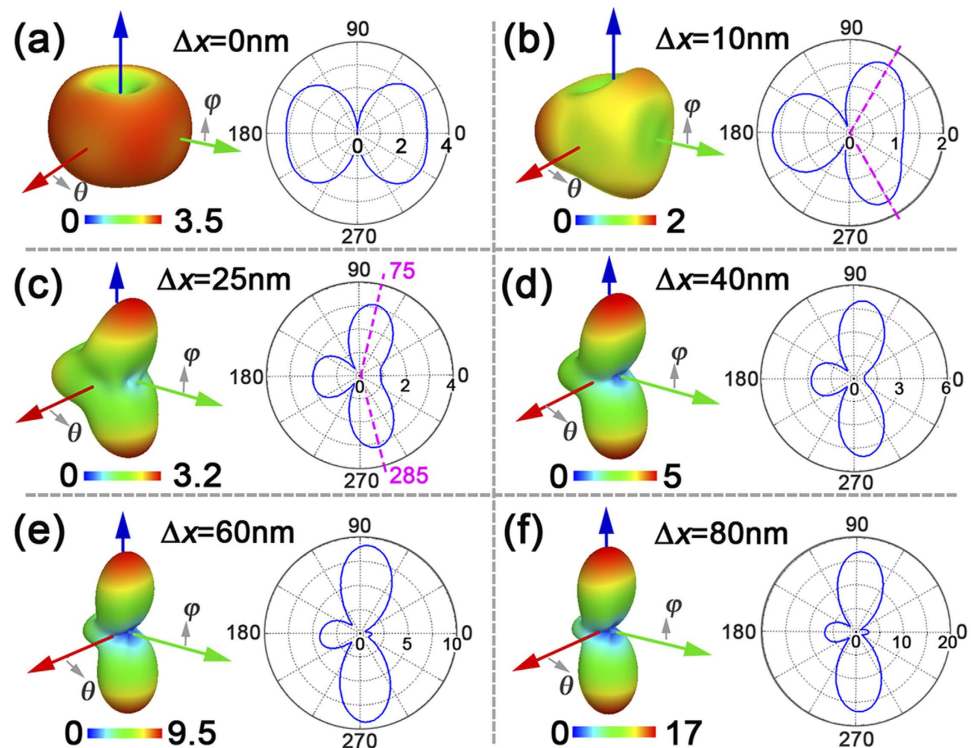 (a) Δx=0nm
90
180 0 2 4 0
270
φ
θ
0 3.5
(b) Δx=10nm
90
180 0 1 2 0
270
φ
θ
0 2
(c) Δx=25nm
90 75
180 0 2 4 0
270 285
φ
θ
0 3.2
(d) Δx=40nm
90
180 0 3 6 0
270
φ
θ
0 5
(e) Δx=60nm
90
180 0 5 10 0
270
φ
θ
0 9.5
(f) Δx=80nm
90
180 0 10 20 0
270
φ
θ
0 17